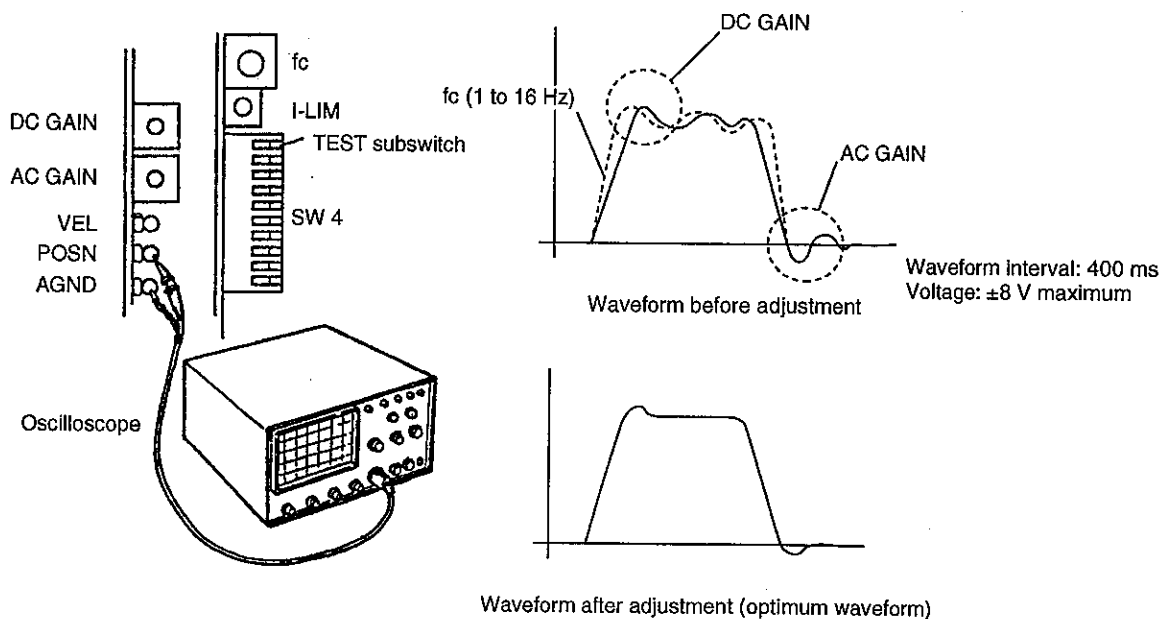 fc
I-LIM
DC GAIN
TEST subswitch
AC GAIN
SW 4
VEL
POSN
AGND
Oscilloscope
DC GAIN
fc (1 to 16 Hz)
AC GAIN
Waveform interval: 400 ms
Voltage: ±8 V maximum
Waveform before adjustment
Waveform after adjustment (optimum waveform)